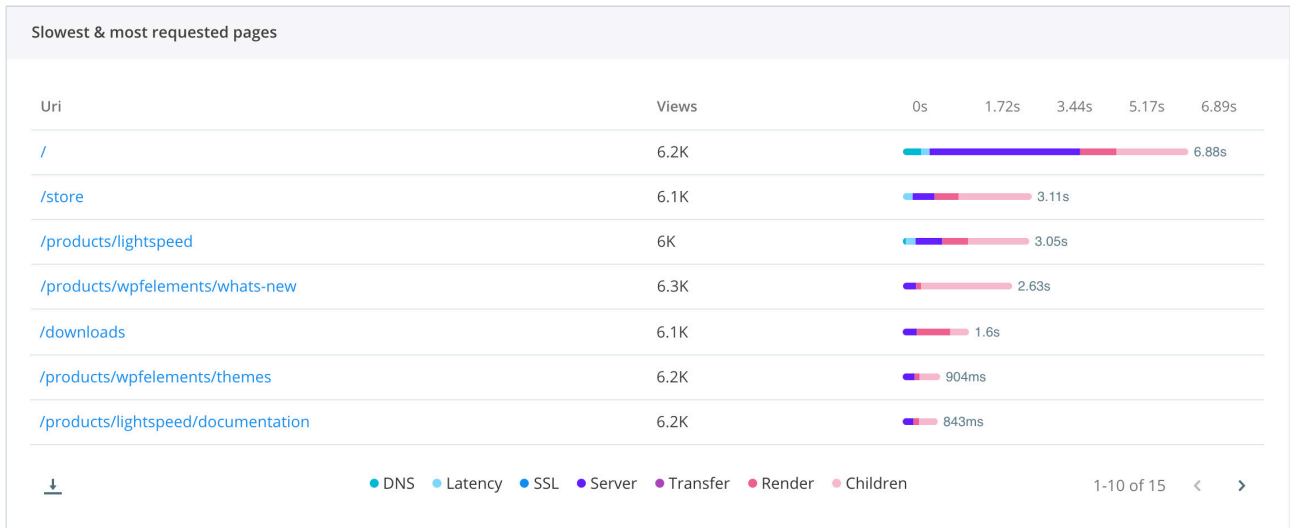 Slowest & most requested pages
Uri Views 0s 1.72s 3.44s 5.17s 6.89s
/ 6.2K 6.88s
/store 6.1K 3.11s
/products/lightspeed 6K 3.05s
/products/wpfelements/whats-new 6.3K 2.63s
/downloads 6.1K 1.6s
/products/wpfelements/themes 6.2K 904ms
/products/lightspeed/documentation 6.2K 843ms
DNS Latency SSL Server Transfer Render Children 1-10 of 15